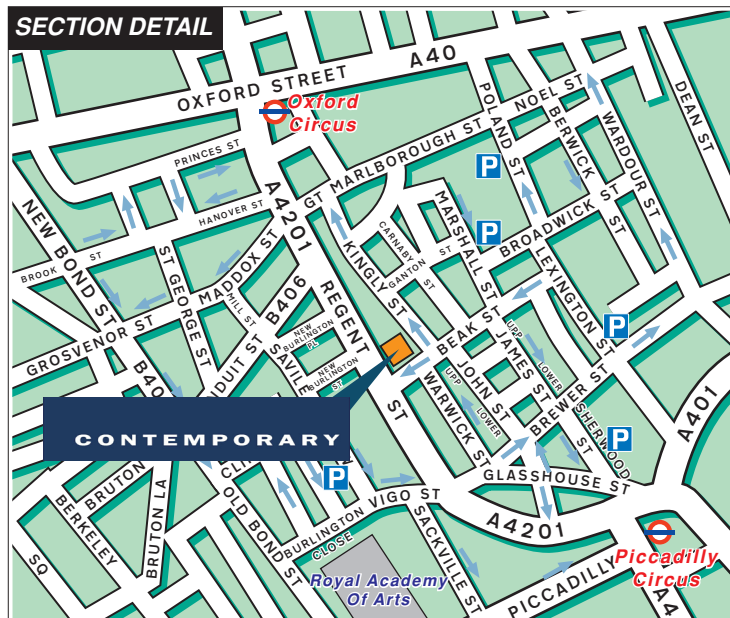 SECTION DETAIL
OXFORD STREET
A40
Oxford
Circus
PRINCES ST
HANOVER ST
BROOK ST
NEW BOND ST
GROSVENOR ST
MADDOX ST
ST GEORGE ST
MILL ST
B406
A4201
REGENT ST
GT MARLBOROUGH ST
NOEL ST
POLAND ST
BERWICK ST
WARDOUR ST
DEAN ST
BROADWICK ST
MARSHALL ST
CARNABY ST
GANTON ST
KINGLY ST
LEXINGTON ST
BEAK ST
UPP JAMES ST LOWER
UPP JOHN ST LOWER
WARWICK ST
BREWER ST
SHERWOOD ST
GLASSHOUSE ST
A401
A4201
NEW
BURLINGTON
PL
NEW
BURLINGTON
ST
SAVILE
CONTEMPORARY
BRUTON
BRUTON LA
BERKELEY
SQ
OLD BOND ST
BURLINGTON
CLOSE
VIGO ST
SACKVILLE ST
Royal Academy
Of Arts
PICCADILLY
Piccadilly
Circus
A4
P
P
P
P
P